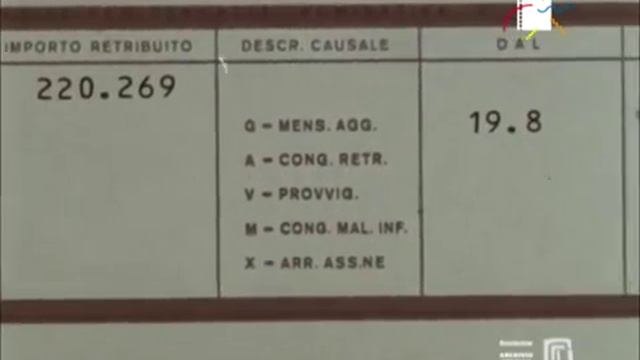 IMPORTO RETRIBUITO
DESCR. CAUSALE
DAL
220.269
G = MENS. AGG.
19.8
A = CONG. RETR.
V = PROVVIG.
M = CONG. MAL. INF.
X = ARR. ASS.NE